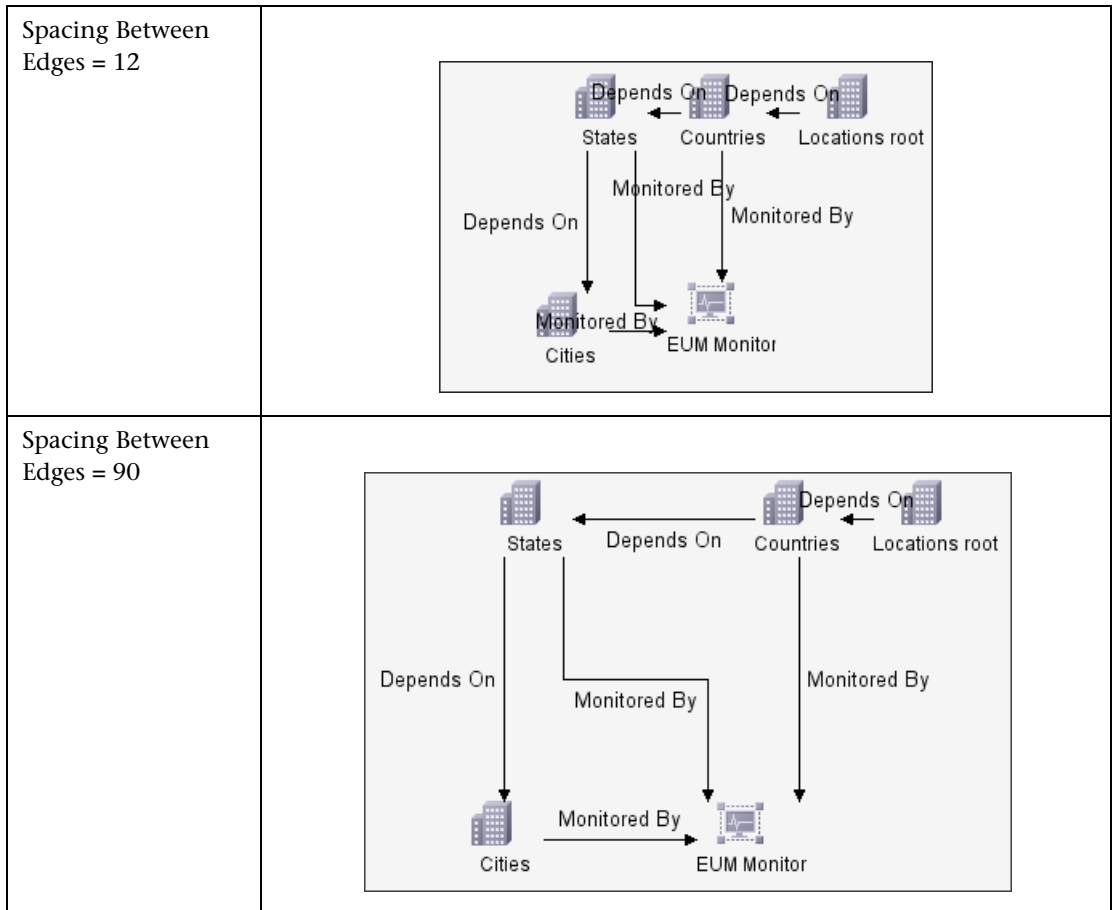 Spacing Between
Edges = 12
Depends On Depends On
States Countries Locations root
Monitored By
Monitored By
Depends On
Monitored By
EUM Monitor
Cities
Spacing Between
Edges = 90
Depends On
States Depends On Countries Locations root
Depends On
Monitored By
Monitored By
Monitored By
Cities EUM Monitor